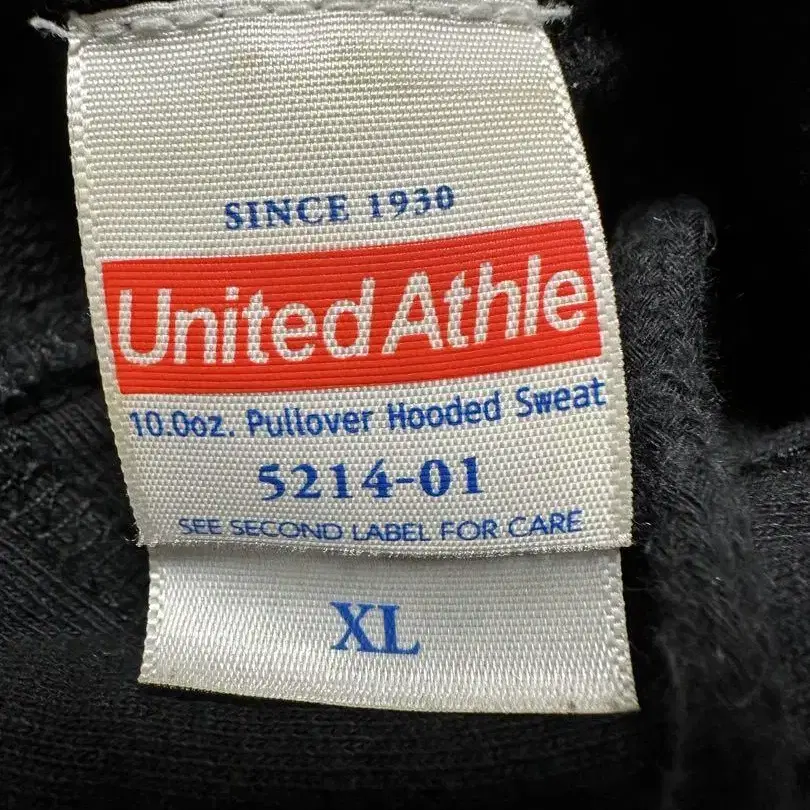 SINCE 1930
United Athle
10.0oz. Pullover Hooded Sweat
5214-01
SEE SECOND LABEL FOR CARE
XL